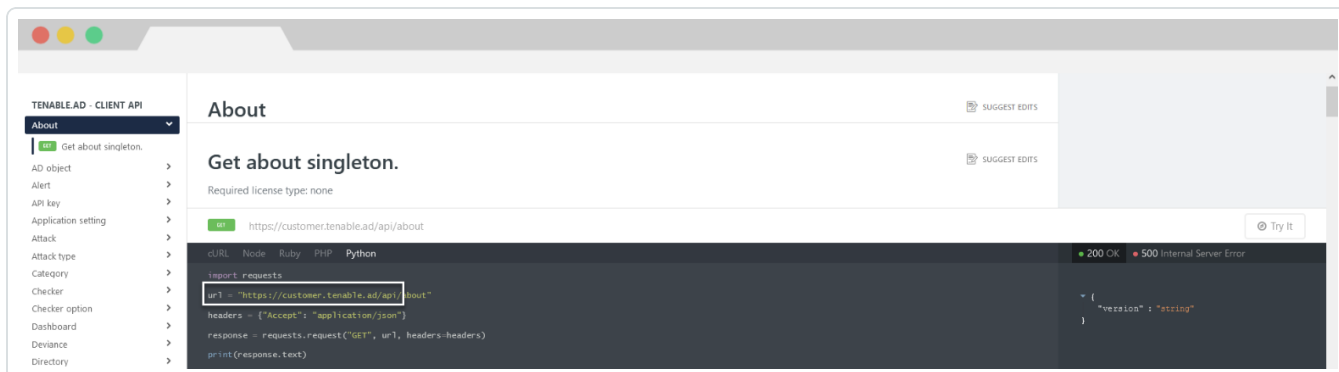 TENABLE.AD - CLIENT API
About
GET Get about singleton.
AD object
Alert
API key
Application setting
Attack
Attack type
Category
Checker
Checker option
Dashboard
Deviance
Directory
About
SUGGEST EDITS
Get about singleton.
SUGGEST EDITS
Required license type: none
GET https://customer.tenable.ad/api/about
Try It
cURL Node Ruby PHP Python
import requests
url = "https://customer.tenable.ad/api/about"
headers = {"Accept": "application/json"}
response = requests.request("GET", url, headers=headers)
print(response.text)
200 OK 500 Internal Server Error
{
"version" : "string"
}